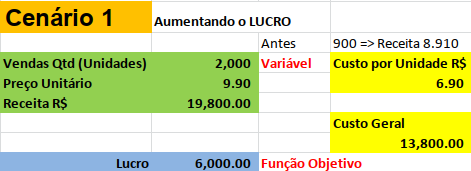 Cenário 1 Aumentando o LUCRO
Antes 900 => Receita 8.910
Vendas Qtd (Unidades) 2,000 Variável Custo por Unidade R$
Preço Unitário 9.90 6.90
Receita R$ 19,800.00
Custo Geral
13,800.00
Lucro 6,000.00 Função Objetivo